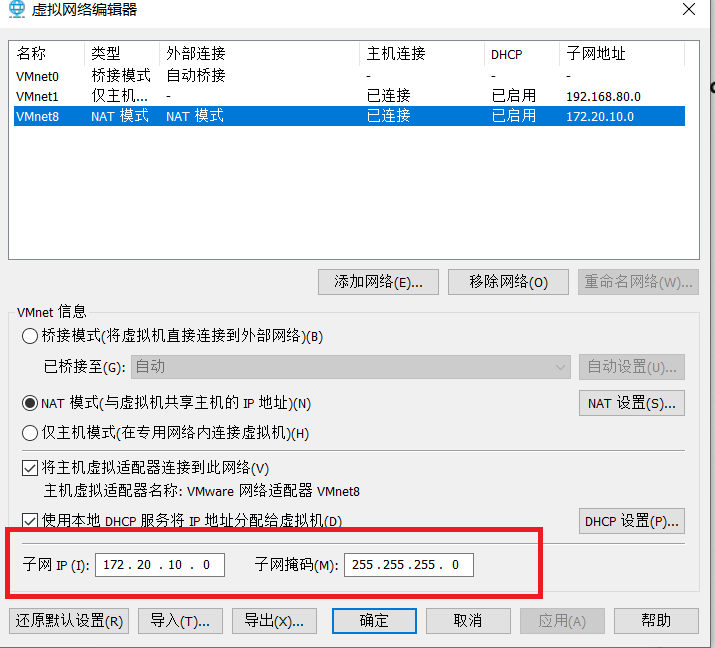 虚拟网络编辑器
名称 类型 外部连接 主机连接 DHCP 子网地址
VMnet0 桥接模式 自动桥接 - - -
VMnet1 仅主机... - 已连接 已启用 192.168.80.0
VMnet8 NAT 模式 NAT 模式 已连接 已启用 172.20.10.0
添加网络(E)... 移除网络(O) 重命名网络(W)...
VMnet 信息
桥接模式(将虚拟机直接连接到外部网络)(B)
已桥接至(G): 自动 自动设置(U)...
NAT 模式(与虚拟机共享主机的 IP 地址)(N) NAT 设置(S)...
仅主机模式(在专用网络内连接虚拟机)(H)
将主机虚拟适配器连接到此网络(V)
主机虚拟适配器名称: VMware 网络适配器 VMnet8
使用本地 DHCP 服务将 IP 地址分配给虚拟机(D) DHCP 设置(P)...
子网 IP (I): 172 . 20 . 10 . 0 子网掩码(M): 255 . 255 . 255 . 0
还原默认设置(R) 导入(T)... 导出(X)... 确定 取消 应用(A) 帮助